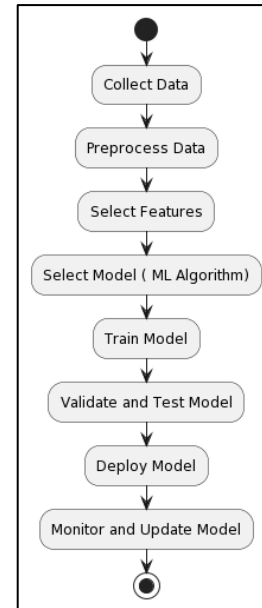 Collect Data
Preprocess Data
Select Features
Select Model ( ML Algorithm)
Train Model
Validate and Test Model
Deploy Model
Monitor and Update Model